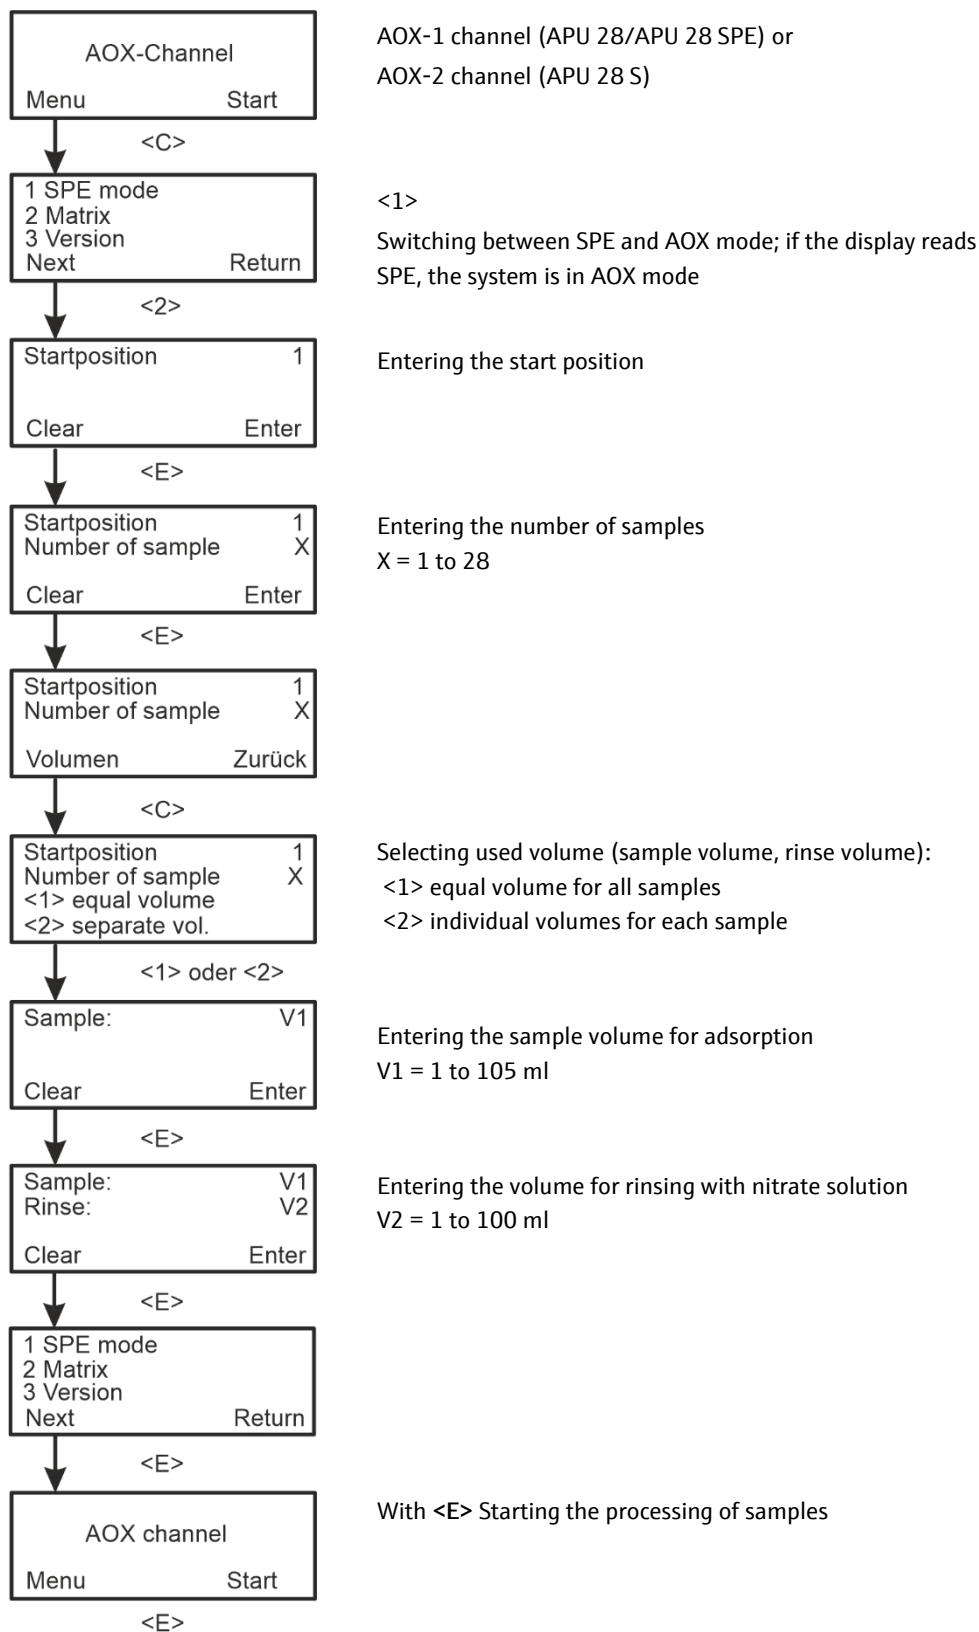 AOX-Channel
Menu Start
AOX-1 channel (APU 28/APU 28 SPE) or
AOX-2 channel (APU 28 S)
<C>
1 SPE mode
2 Matrix
3 Version
Next Return
<1>
Switching between SPE and AOX mode; if the display reads
SPE, the system is in AOX mode
<2>
Startposition 1
Clear Enter
Entering the start position
<E>
Startposition 1
Number of sample X
Clear Enter
Entering the number of samples
X = 1 to 28
<E>
Startposition 1
Number of sample X
Volumen Zurück
<C>
Startposition 1
Number of sample X
<1> equal volume
<2> separate vol.
Selecting used volume (sample volume, rinse volume):
<1> equal volume for all samples
<2> individual volumes for each sample
<1> oder <2>
Sample: V1
Clear Enter
Entering the sample volume for adsorption
V1 = 1 to 105 ml
<E>
Sample: V1
Rinse: V2
Clear Enter
Entering the volume for rinsing with nitrate solution
V2 = 1 to 100 ml
<E>
1 SPE mode
2 Matrix
3 Version
Next Return
<E>
AOX channel
Menu Start
With <E> Starting the processing of samples
<E>